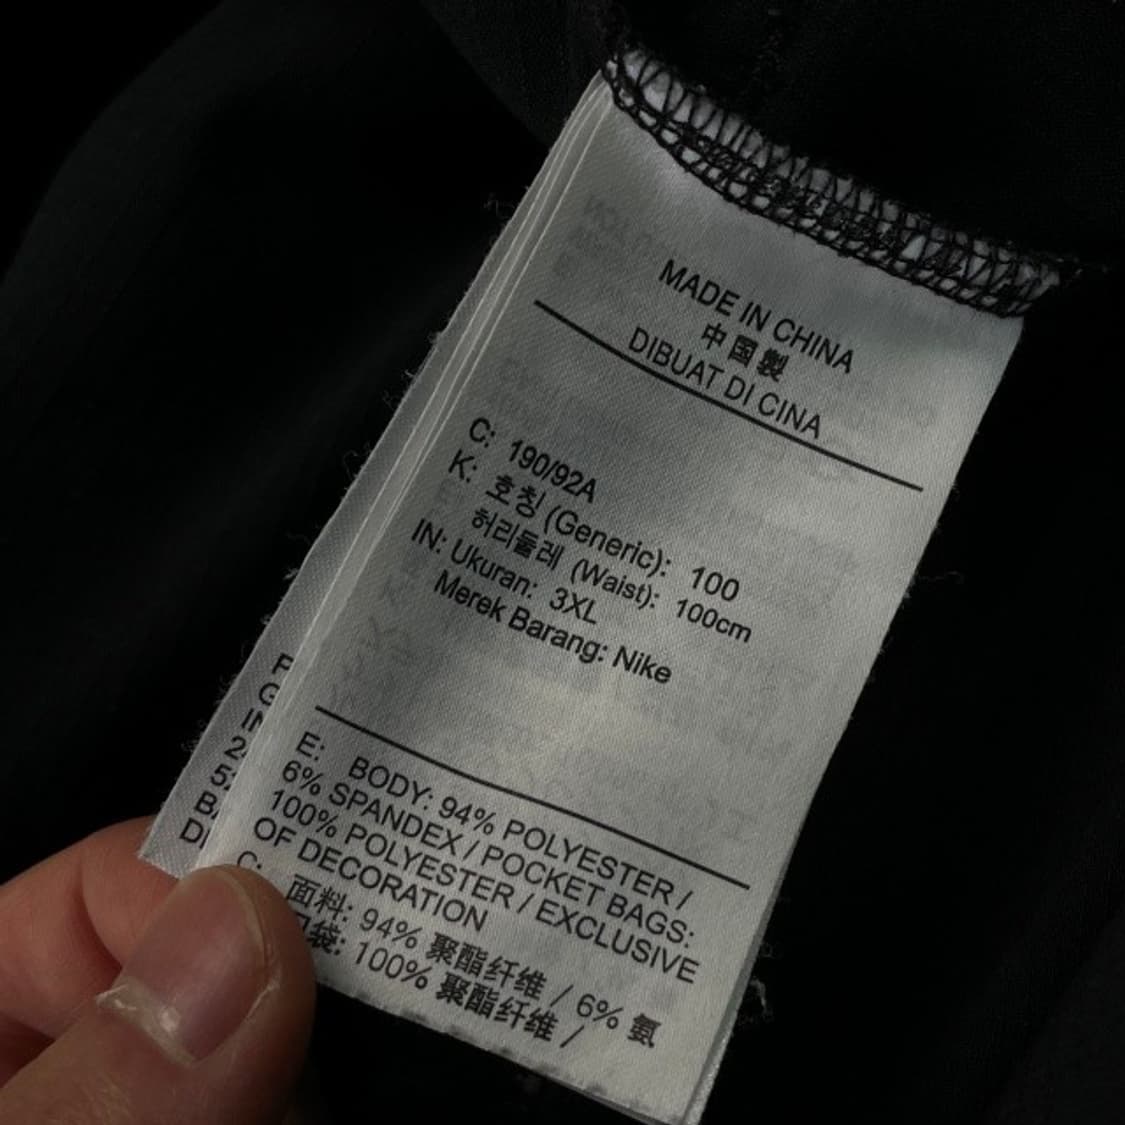 MADE IN CHINA
中国製
DIBUAT DI CINA
C: 190/92A
K: 호칭 (Generic): 100
허리둘레 (Waist): 100cm
IN: Ukuran: 3XL
Merek Barang: Nike
E: BODY: 94% POLYESTER /
6% SPANDEX / POCKET BAGS:
100% POLYESTER / EXCLUSIVE
OF DECORATION
C:
面料: 94% 聚酯纤维 / 6% 氨
袋: 100% 聚酯纤维 /